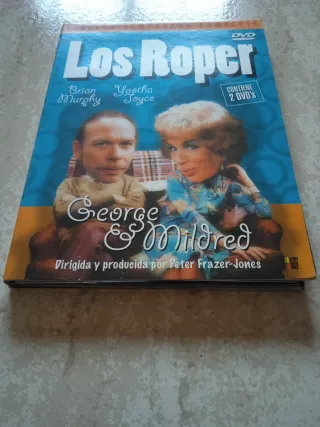 DVD
Los Roper
Brian Murphy
Yootha Joyce
CONTIENE
2 DVD'S
George
& Mildred
Dirigida y producida por Peter Frazer-Jones